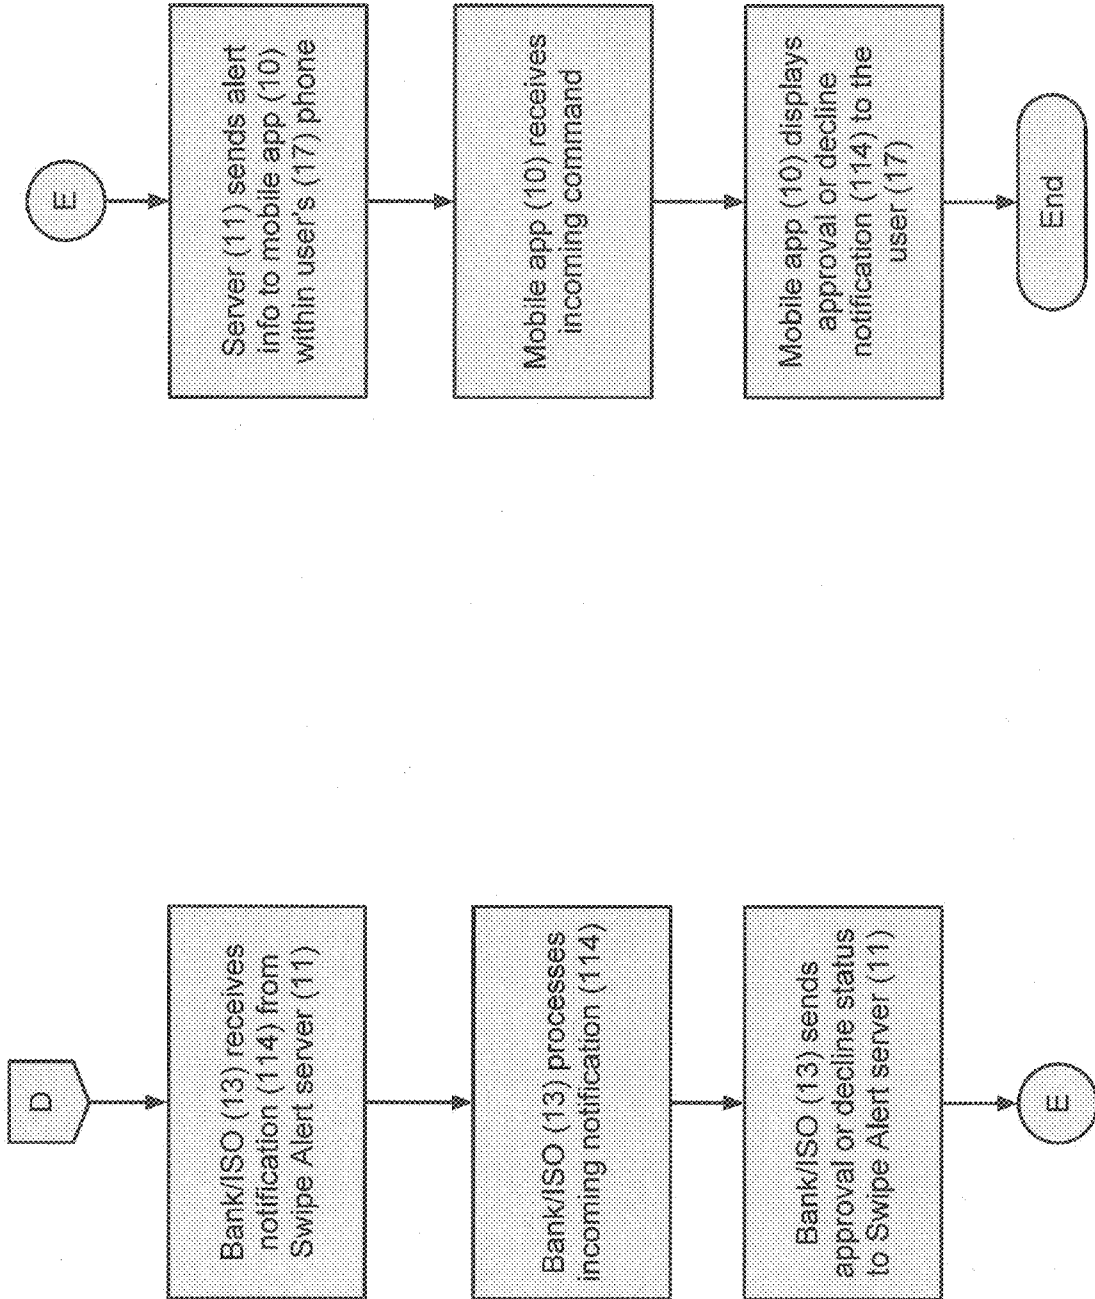 D
Bank/ISO (13) receives
notification (114) from
Swipe Alert server (11)
Bank/ISO (13) processes
incoming notification (114)
Bank/ISO (13) sends
approval or decline status
to Swipe Alert server (11)
E
E
Server (11) sends alert
info to mobile app (10)
within user's (17) phone
Mobile app (10) receives
incoming command
Mobile app (10) displays
approval or decline
notification (114) to the
user (17)
End